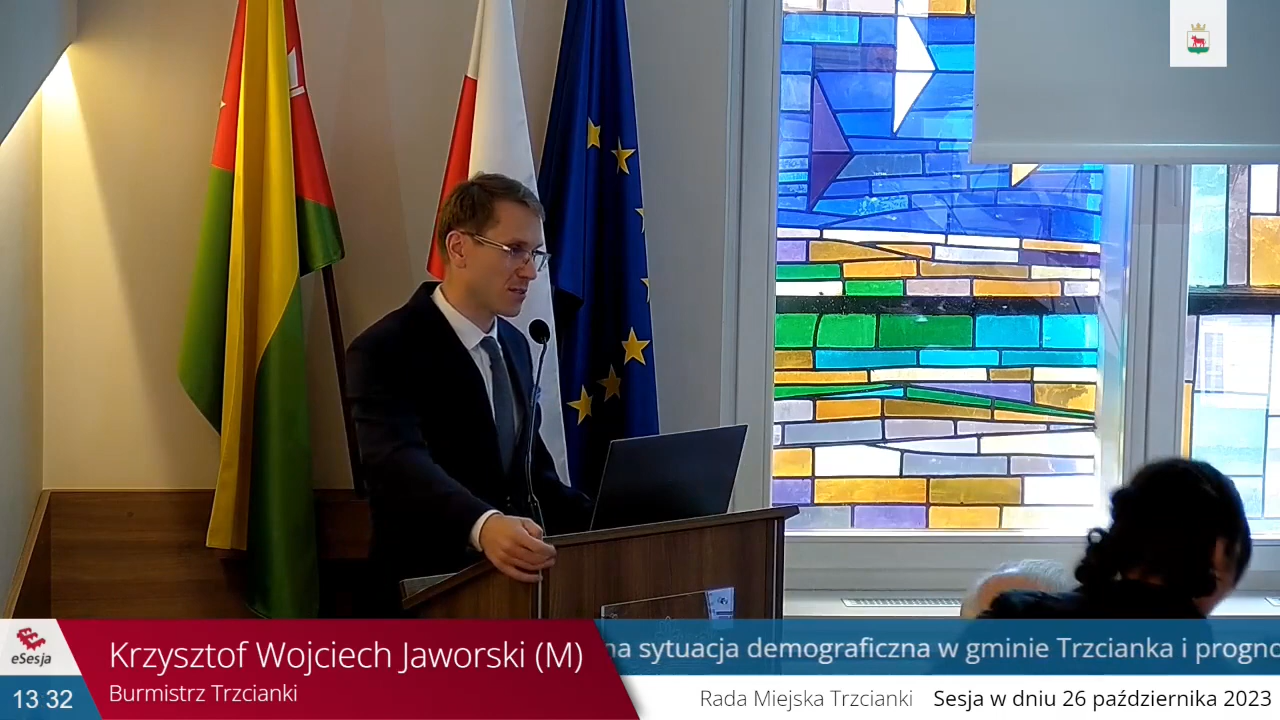 eSesja
13 32
Krzysztof Wojciech Jaworski (M)
Burmistrz Trzcianki
na sytuacja demograficzna w gminie Trzcianka i progno
Rada Miejska Trzcianki Sesja w dniu 26 października 2023